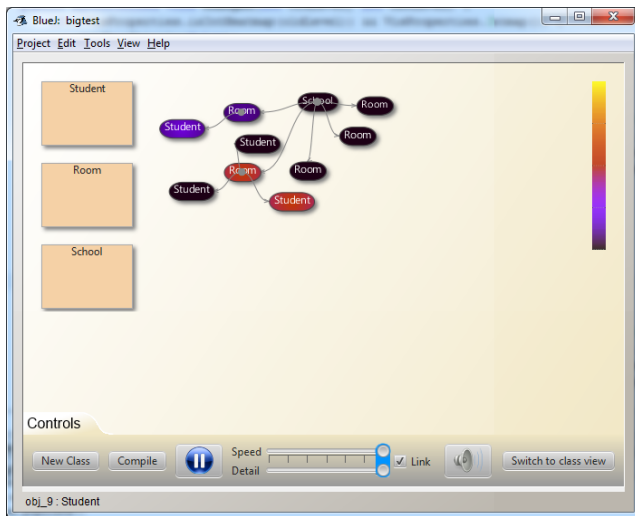 BlueJ: bigtest
Project Edit Tools View Help
Student
Room
School
School
Room
Room
Student
Room
Student
Room
Room
Student
Student
Controls
New Class
Compile
Speed
Detail
Link
Switch to class view
obj_9 : Student